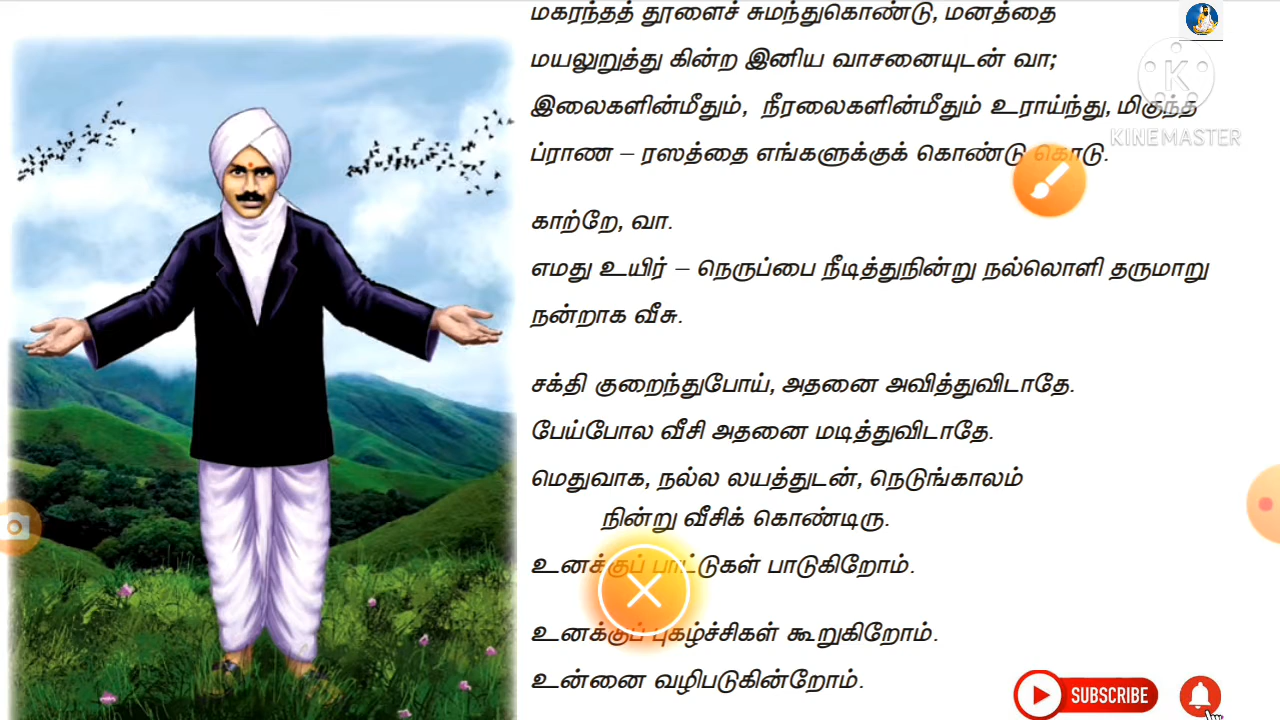 மகரந்தத் தூளைச் சுமந்துகொண்டு, மனத்தை
மயலுறுத்து கின்ற இனிய வாசனையுடன் வா;
இலைகளின்மீதும், நீரலைகளின்மீதும் உராய்ந்து, மிகுந்த
ப்ராண – ரஸத்தை எங்களுக்குக் கொண்டு கொடு.
காற்றே, வா.
எமது உயிர் – நெருப்பை நீடித்துநின்று நல்லொளி தருமாறு
நன்றாக வீசு.
சக்தி குறைந்துபோய், அதனை அவித்துவிடாதே.
பேய்போல வீசி அதனை மடித்துவிடாதே.
மெதுவாக, நல்ல லயத்துடன், நெடுங்காலம்
நின்று வீசிக் கொண்டிரு.
உனக்குப் பாட்டுகள் பாடுகிறோம்.
உனக்குப் புகழ்ச்சிகள் கூறுகிறோம்.
உன்னை வழிபடுகின்றோம்.
K
KINEMASTER
SUBSCRIBE